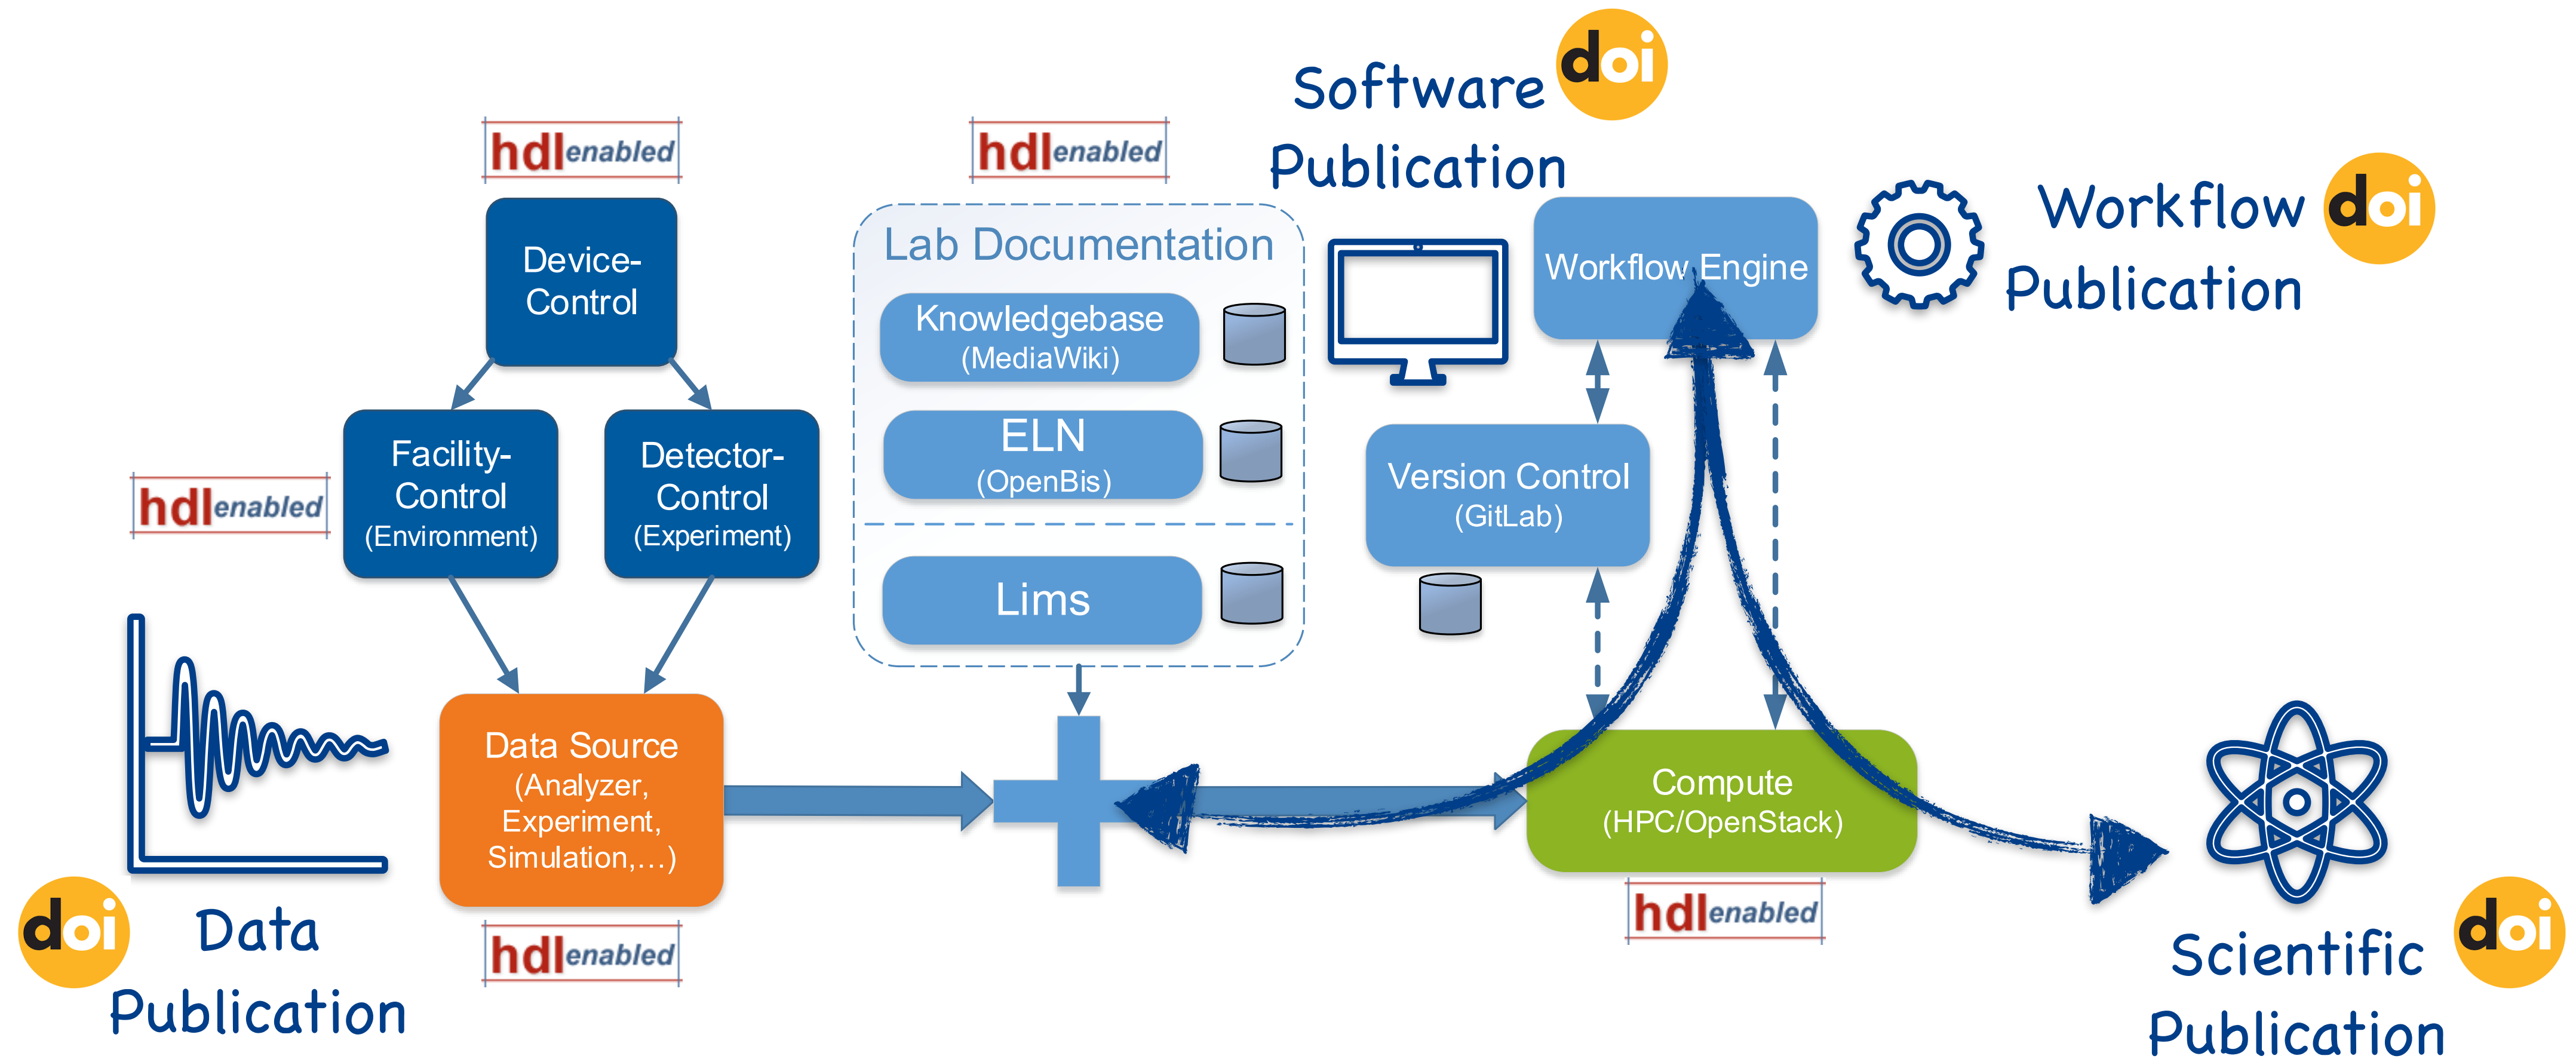 hdl enabled
Device-
Control
Facility-
Control
(Environment)
hdl enabled
Detector-
Control
(Experiment)
Data Source
(Analyzer,
Experiment,
Simulation,...)
hdl enabled
doi
Data
Publication
hdl enabled
Lab Documentation
Knowledgebase
(MediaWiki)
ELN
(OpenBis)
Lims
Software
Publication
doi
Workflow Engine
Version Control
(GitLab)
Workflow
Publication
doi
Compute
(HPC/OpenStack)
hdl enabled
Scientific
Publication
doi